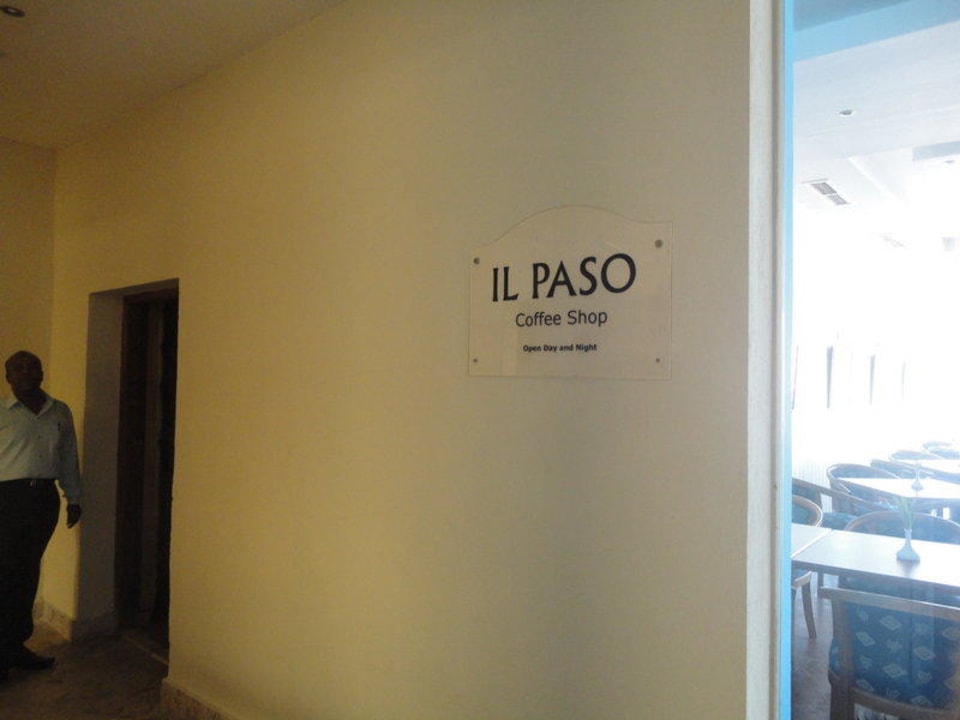 IL PASO
Coffee Shop
Open Day and Night